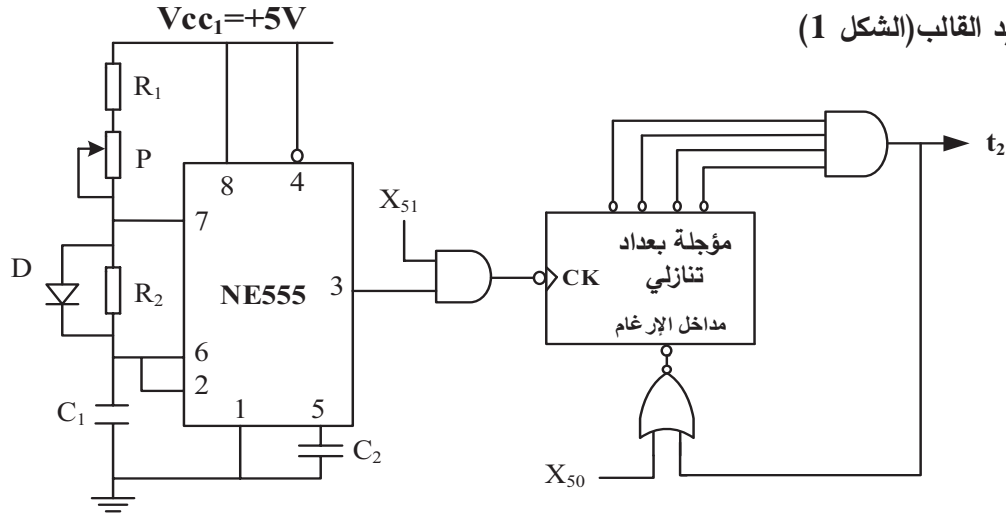 Vcc₁=+5V
القالب (الشكل 1)
R₁
P
8
4
t₂
7
X₅₁
D
R₂
NE555
3
CK
مؤجلة بعداد
تنازلي
مداخل الإرغام
6
2
1
5
C₁
C₂
X₅₀